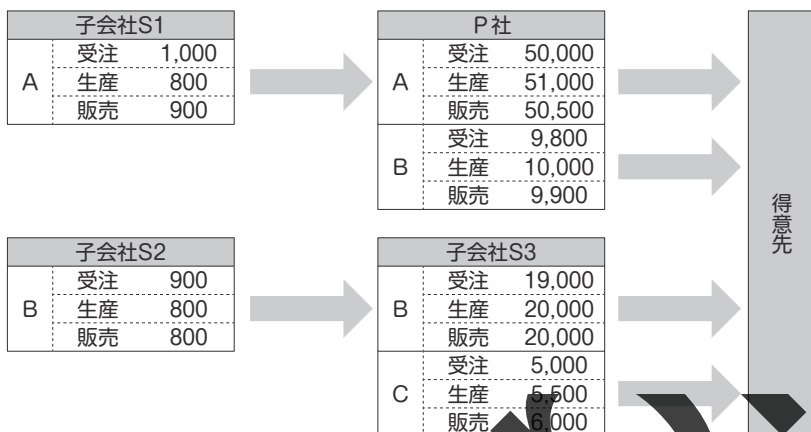 子会社S1
A
受注 1,000
生産 800
販売 900
P社
A
受注 50,000
生産 51,000
販売 50,500
B
受注 9,800
生産 10,000
販売 9,900
子会社S2
B
受注 900
生産 800
販売 800
子会社S3
B
受注 19,000
生産 20,000
販売 20,000
C
受注 5,000
生産 5,500
販売 6,000
得意先